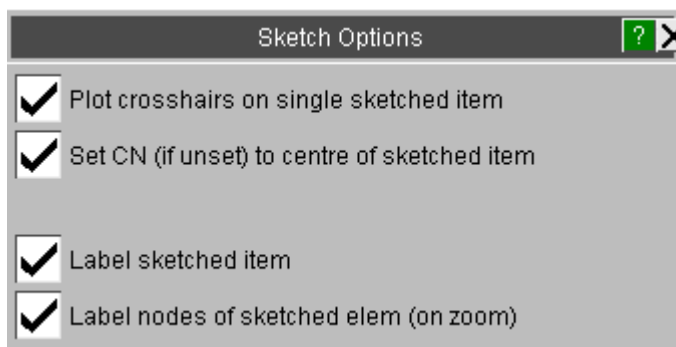 Sketch Options ?
Plot crosshairs on single sketched item
Set CN (if unset) to centre of sketched item
Label sketched item
Label nodes of sketched elem (on zoom)